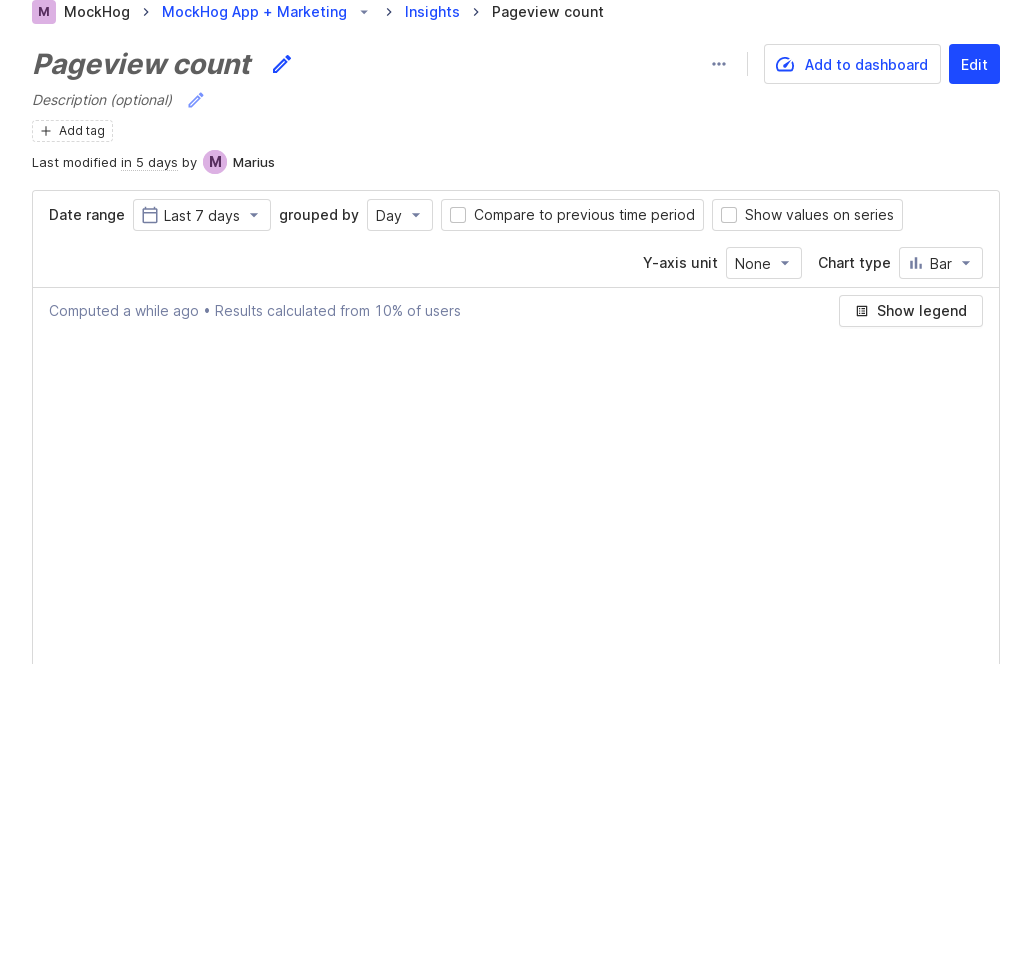 M MockHog MockHog App + Marketing Insights Pageview count
Pageview count
Add to dashboard Edit
Description (optional)
Add tag
Last modified in 5 days by M Marius
Date range Last 7 days grouped by Day Compare to previous time period Show values on series
Y-axis unit None Chart type Bar
Computed a while ago • Results calculated from 10% of users Show legend